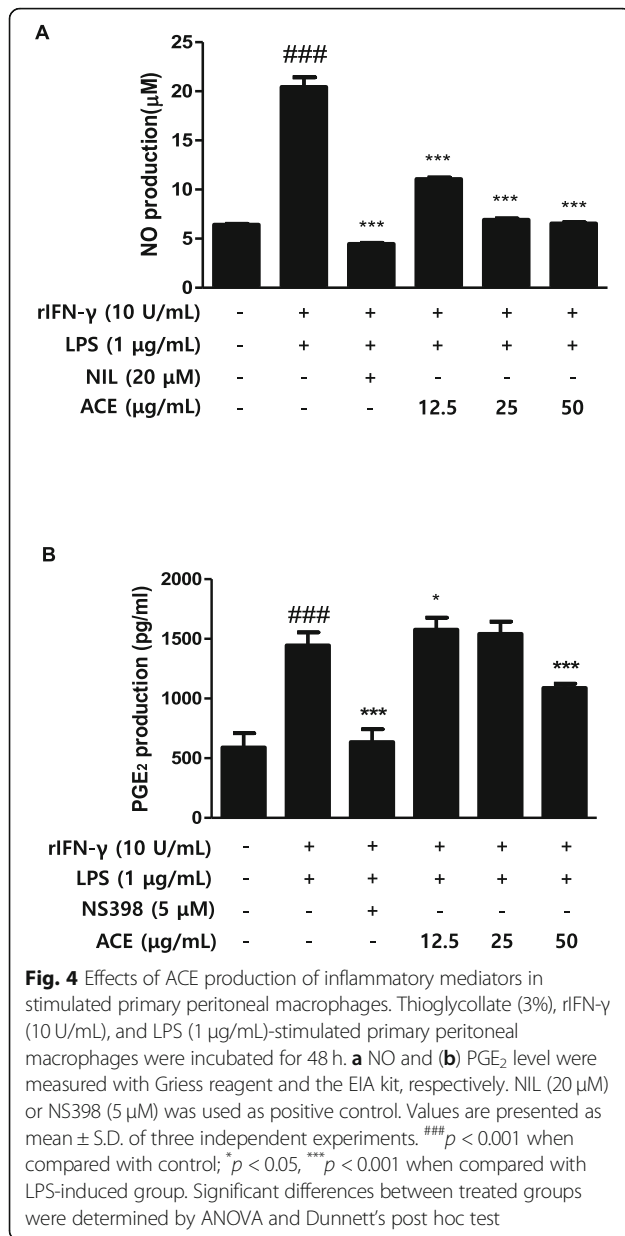 A
NO production(μM)
25
20
15
10
5
0
###
***
***
***
***
rIFN-γ (10 U/mL) - + + + + +
LPS (1 μg/mL) - + + + + +
NIL (20 μM) - - + - - -
ACE (μg/mL) - - - 12.5 25 50
B
PGE₂ production (pg/ml)
2000
1500
1000
500
0
###
***
*
***
rIFN-γ (10 U/mL) - + + + + +
LPS (1 μg/mL) - + + + + +
NS398 (5 μM) - - + - - -
ACE (μg/mL) - - - 12.5 25 50
Fig. 4 Effects of ACE production of inflammatory mediators in
stimulated primary peritoneal macrophages. Thioglycollate (3%), rIFN-γ
(10 U/mL), and LPS (1 μg/mL)-stimulated primary peritoneal
macrophages were incubated for 48 h. a NO and (b) PGE₂ level were
measured with Griess reagent and the EIA kit, respectively. NIL (20 μM)
or NS398 (5 μM) was used as positive control. Values are presented as
mean ± S.D. of three independent experiments. ###p < 0.001 when
compared with control; *p < 0.05, ***p < 0.001 when compared with
LPS-induced group. Significant differences between treated groups
were determined by ANOVA and Dunnett's post hoc test